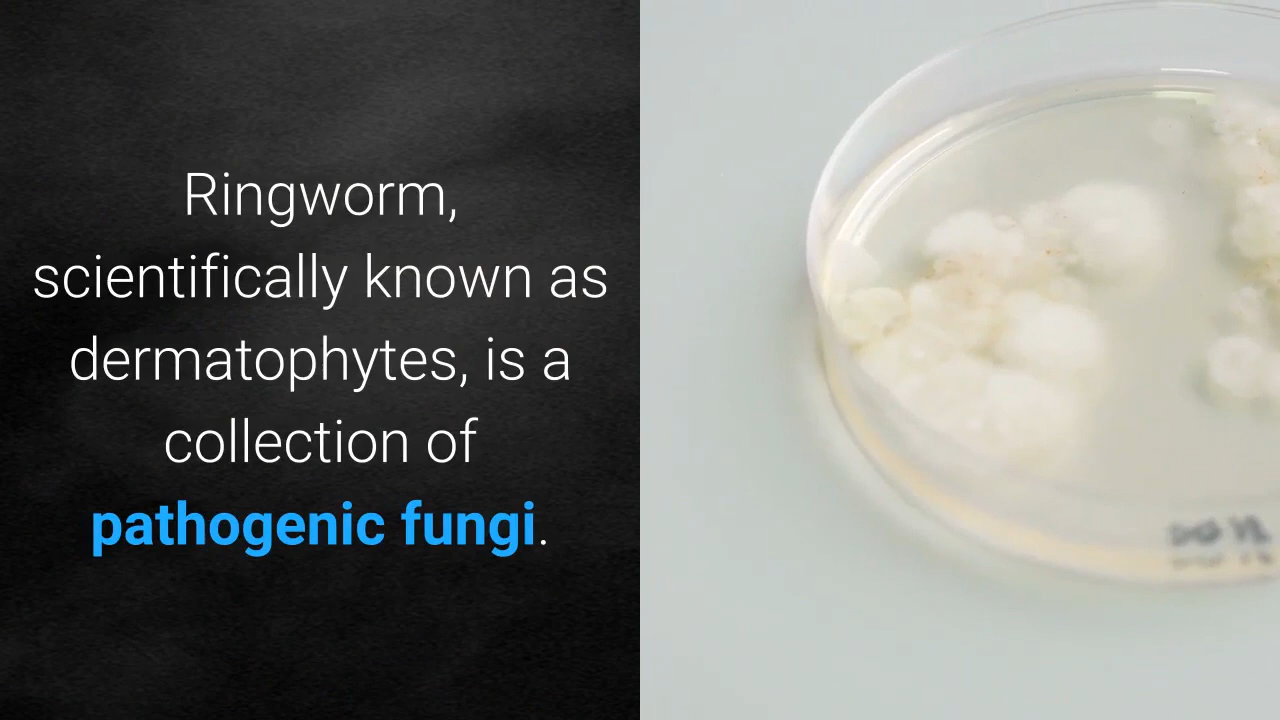 Ringworm,
scientifically known as
dermatophytes, is a
collection of
pathogenic fungi.